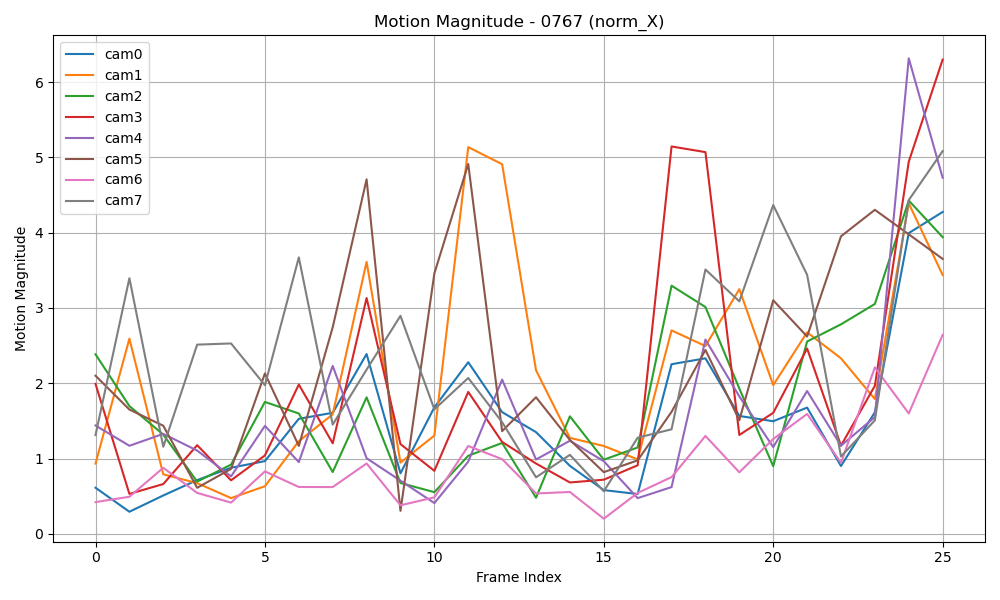 Motion Magnitude - 0767 (norm_X)
cam0
cam1
cam2
cam3
cam4
cam5
cam6
cam7
Motion Magnitude
6
5
4
3
2
1
0
0 5 10 15 20 25
Frame Index